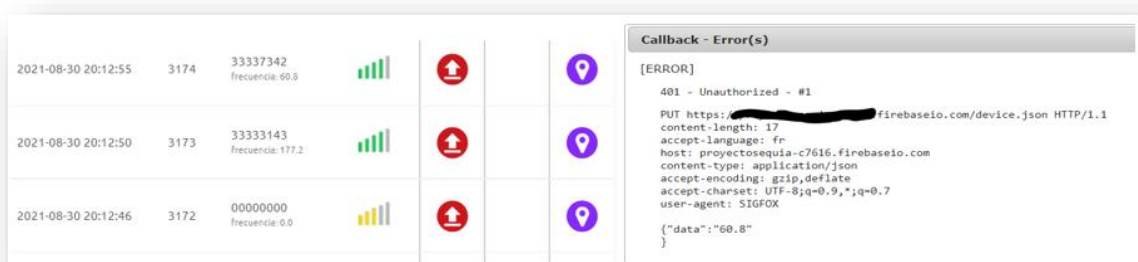 2021-08-30 20:12:55 3174 33337342
frecuencia: 60.8
2021-08-30 20:12:50 3173 33333143
frecuencia: 177.2
2021-08-30 20:12:46 3172 00000000
frecuencia: 0.0
Callback - Error(s)
[ERROR]
401 - Unauthorized - #1
PUT https:/ firebaseio.com/device.json HTTP/1.1
content-length: 17
accept-language: fr
host: proyectosequia-c7616.firebaseio.com
content-type: application/json
accept-encoding: gzip,deflate
accept-charset: UTF-8;q=0.9,*;q=0.7
user-agent: SIGFOX
{"data":"60.8"
}